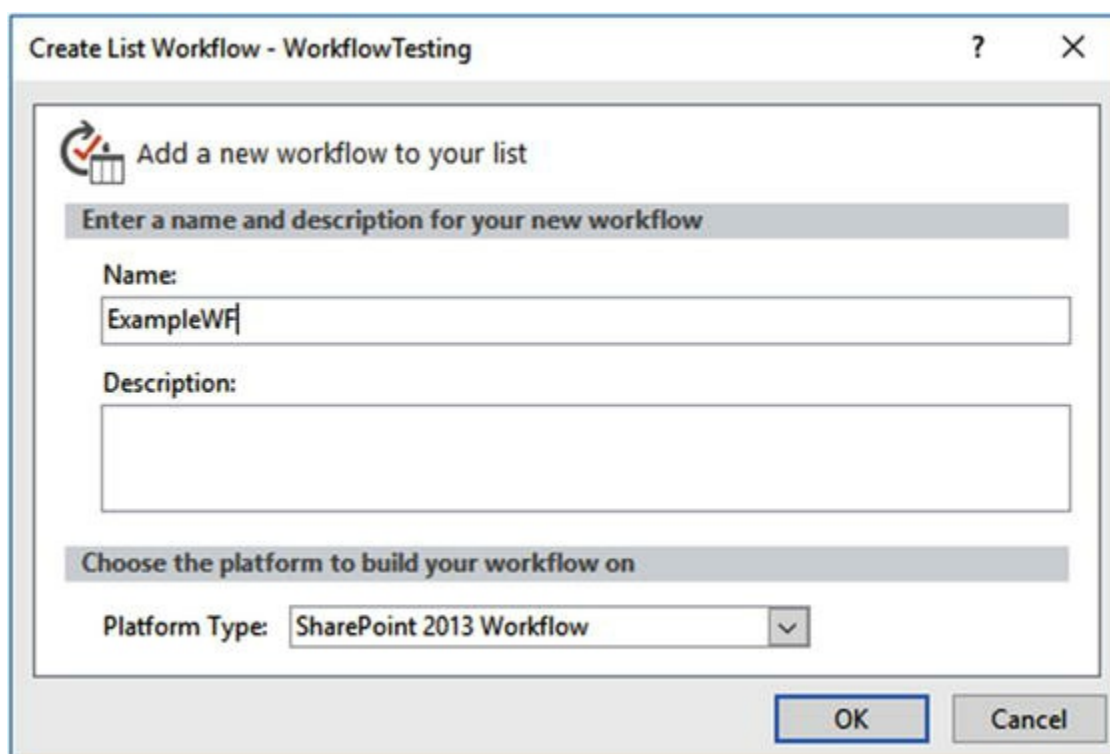 Create List Workflow - WorkflowTesting ?
Add a new workflow to your list
Enter a name and description for your new workflow
Name:
ExampleWF
Description:
Choose the platform to build your workflow on
Platform Type: SharePoint 2013 Workflow
OK Cancel